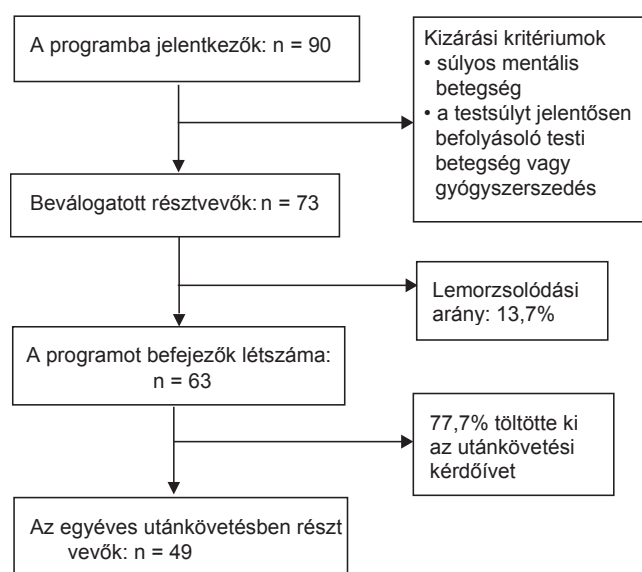 A programba jelentkezők: n = 90
Kizárási kritériumok
• súlyos mentális
betegség
• a testsúlyt jelentősen
befolyásoló testi
betegség vagy
gyógyszerszedés
Beválogatott résztvevők: n = 73
Lemorzsolódási
arány: 13,7%
A programot befejezők létszáma:
n = 63
77,7% töltötte ki
az utánkövetési
kérdőívet
Az egyéves utánkövetésben részt
vevők: n = 49